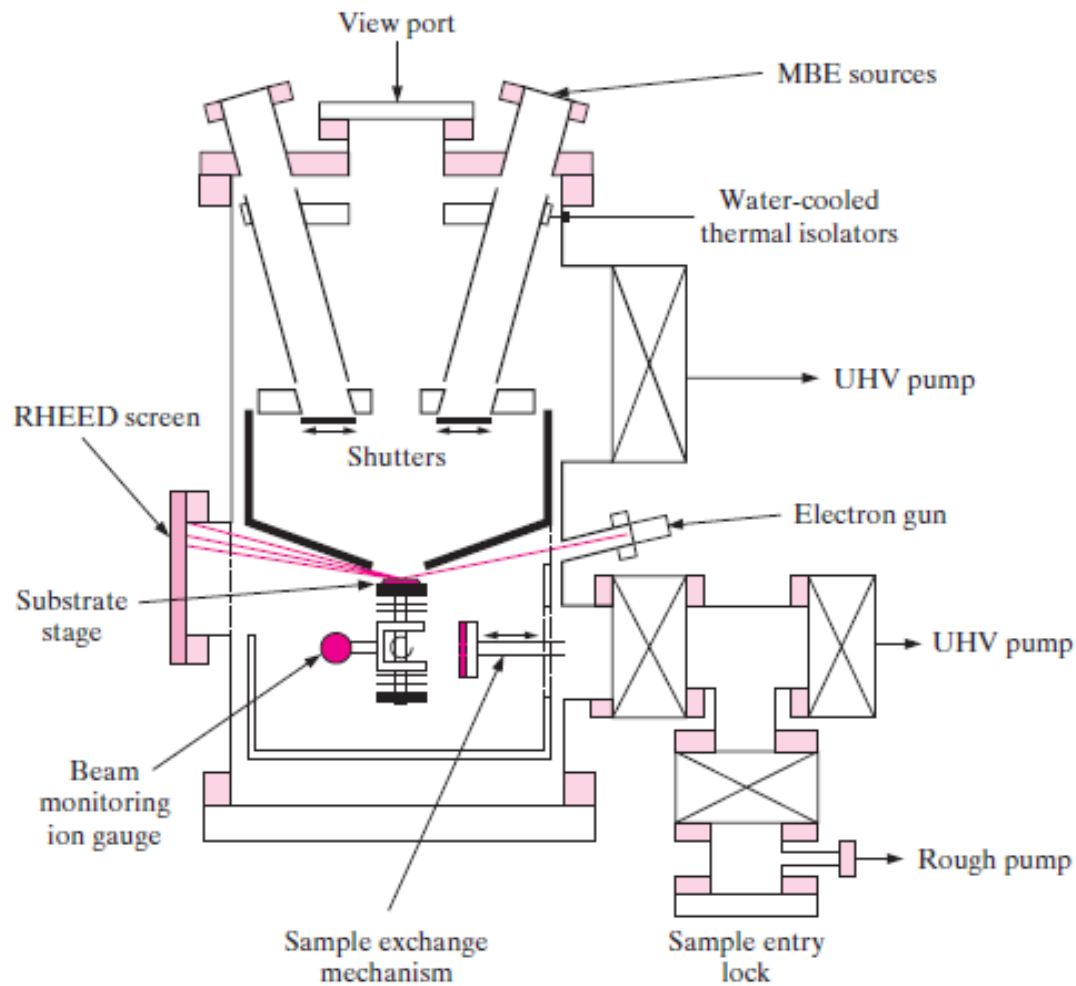 View port
MBE sources
Water-cooled
thermal isolators
UHV pump
RHEED screen
Shutters
Electron gun
Substrate
stage
UHV pump
Beam
monitoring
ion gauge
Rough pump
Sample exchange
mechanism
Sample entry
lock